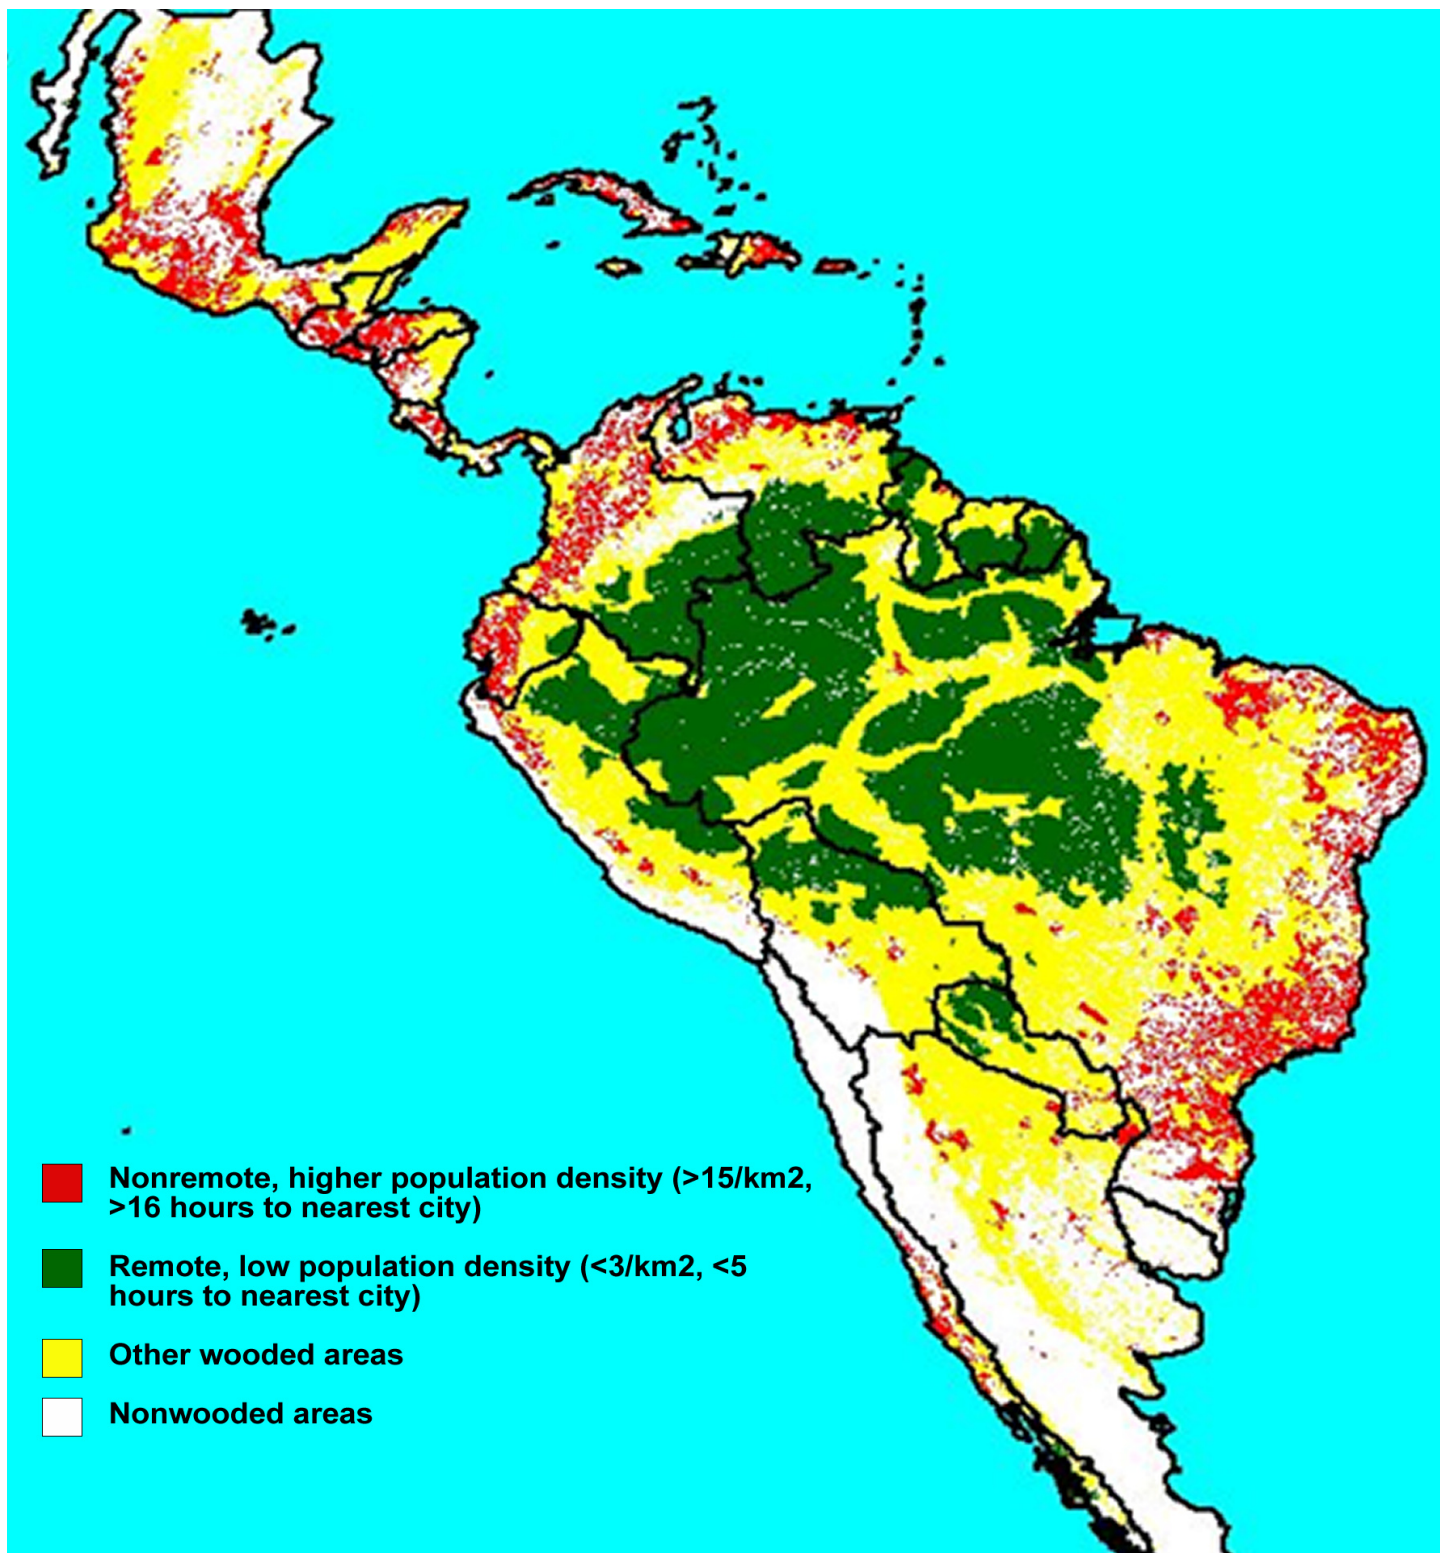 Nonremote, higher population density (>15/km2,
>16 hours to nearest city)
Remote, low population density (<3/km2, <5
hours to nearest city)
Other wooded areas
Nonwooded areas